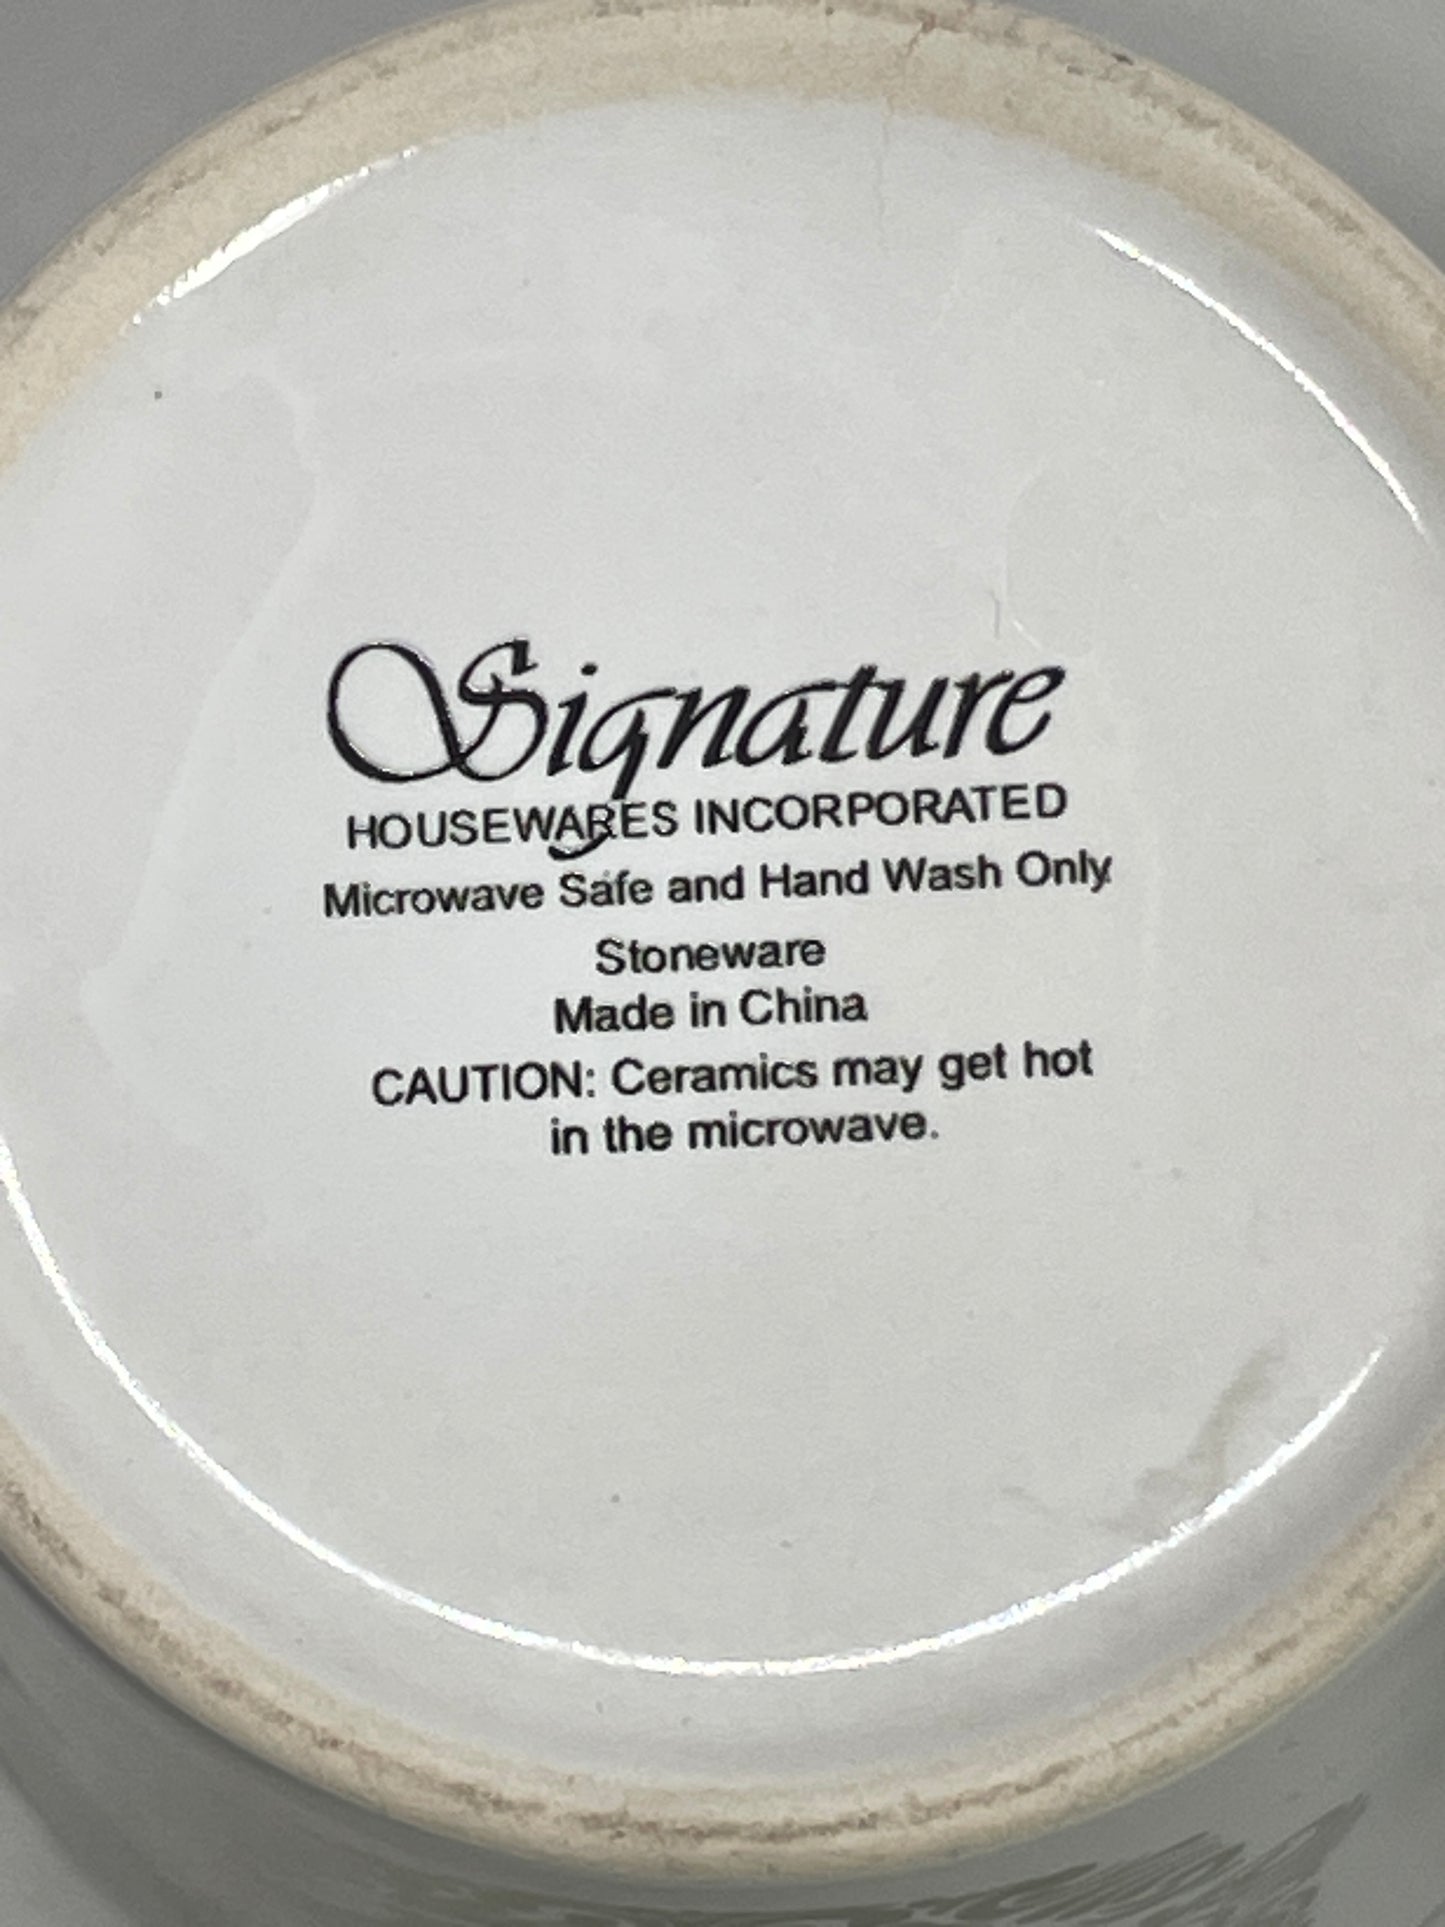 Signature
HOUSEWARES INCORPORATED
Microwave Safe and Hand Wash Only
Stoneware
Made in China
CAUTION: Ceramics may get hot
in the microwave.